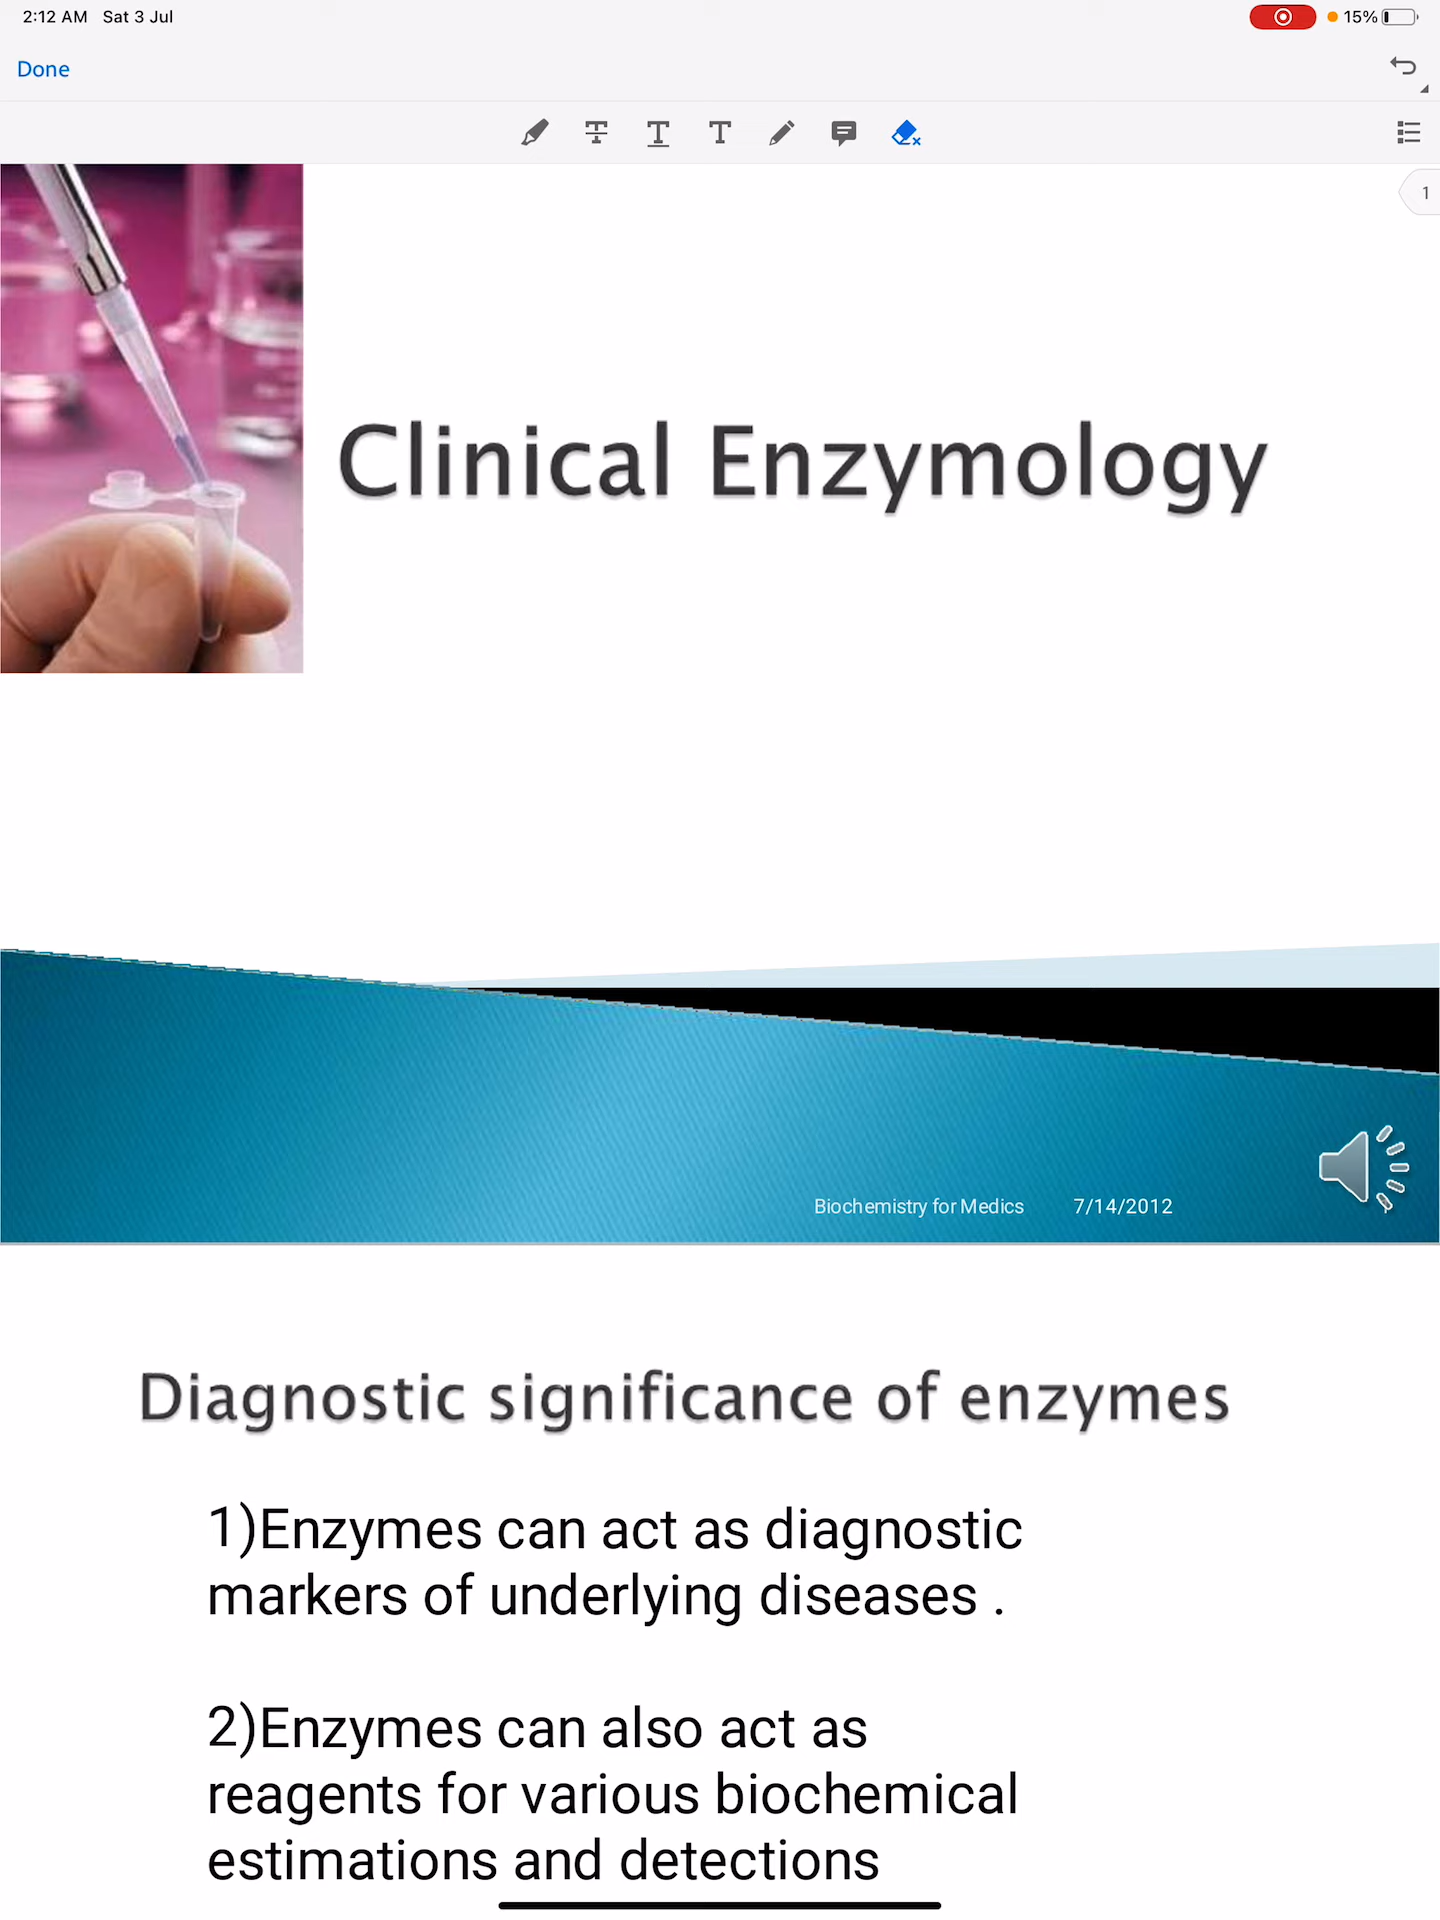 2:12 AM Sat 3 Jul 15%
Done
T T T
1
Clinical Enzymology
Biochemistry for Medics 7/14/2012
Diagnostic significance of enzymes
1)Enzymes can act as diagnostic
markers of underlying diseases .
2)Enzymes can also act as
reagents for various biochemical
estimations and detections